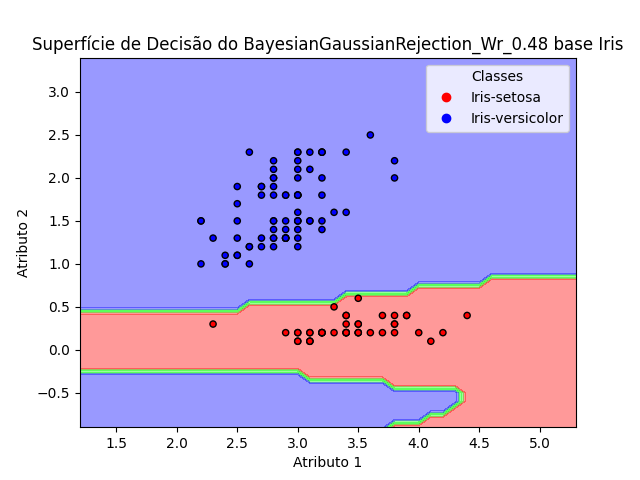 Superfície de Decisão do BayesianGaussianRejection_Wr_0.48 base Iris
Classes
Iris-setosa
Iris-versicolor
Atributo 2
3.0
2.5
2.0
1.5
1.0
0.5
0.0
−0.5
1.5 2.0 2.5 3.0 3.5 4.0 4.5 5.0
Atributo 1